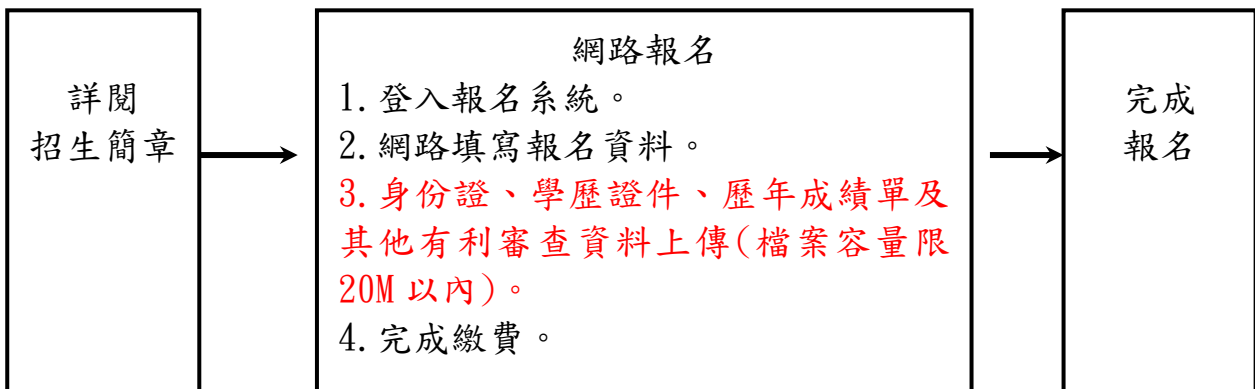 詳閱
招生簡章
網路報名
1.登入報名系統。
2.網路填寫報名資料。
3.身份證、學歷證件、歷年成績單及
其他有利審查資料上傳(檔案容量限
20M以內)。
4.完成繳費。
完成
報名